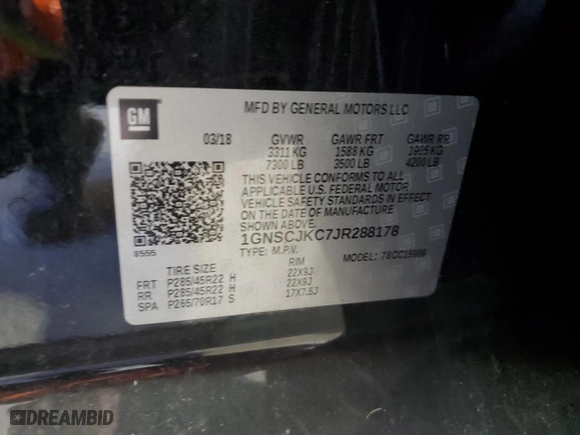 GM
MFD BY GENERAL MOTORS LLC
03/18 GVWR GAWR FRT GAWR RR
3311 KG 1588 KG 1905 KG
7300 LB 3500 LB 4200 LB
THIS VEHICLE CONFORMS TO ALL
APPLICABLE U.S. FEDERAL MOTOR
VEHICLE SAFETY STANDARDS IN EFFECT
ON THE DATE OF MANUFACTURE
SHOWN ABOVE.
1GNSCJKC7JR288178
8555
TYPE: M.P.V. MODEL: 78CC15906
TIRE SIZE RIM
FRT P285/45R22 H 22X9J
RR P285/45R22 H 22X9J
SPA P265/70R17 S 17X7.5J
DREAMBID